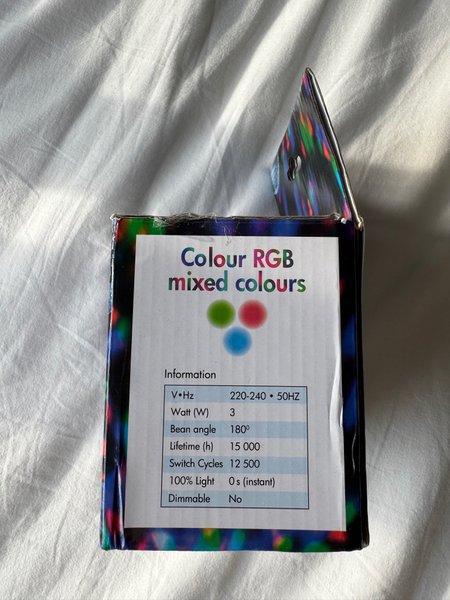 Colour RGB
mixed colours
Information
V•Hz 220-240 • 50HZ
Watt (W) 3
Bean angle 180⁰
Lifetime (h) 15 000
Switch Cycles 12 500
100% Light 0 s (instant)
Dimmable No